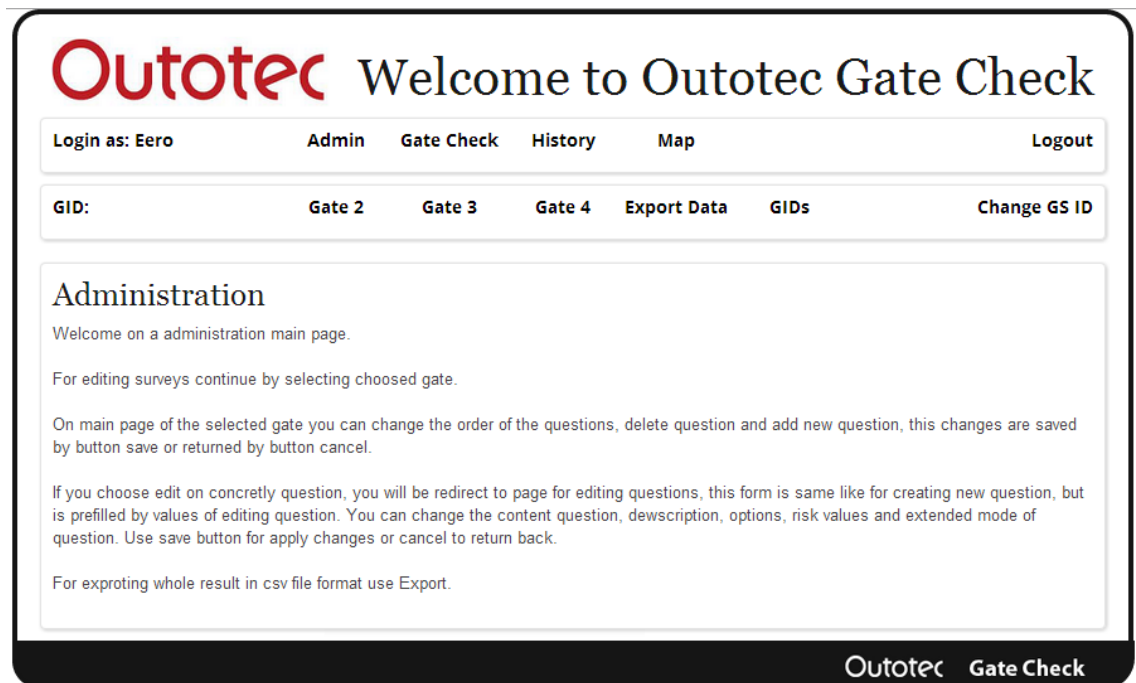 Outotec Welcome to Outotec Gate Check
Login as: Eero Admin Gate Check History Map Logout
GID: Gate 2 Gate 3 Gate 4 Export Data GIDs Change GS ID
Administration
Welcome on a administration main page.
For editing surveys continue by selecting choosed gate.
On main page of the selected gate you can change the order of the questions, delete question and add new question, this changes are saved
by button save or returned by button cancel.
If you choose edit on concretly question, you will be redirect to page for editing questions, this form is same like for creating new question, but
is prefilled by values of editing question. You can change the content question, dewscription, options, risk values and extended mode of
question. Use save button for apply changes or cancel to return back.
For exproting whole result in csv file format use Export.
Outotec Gate Check